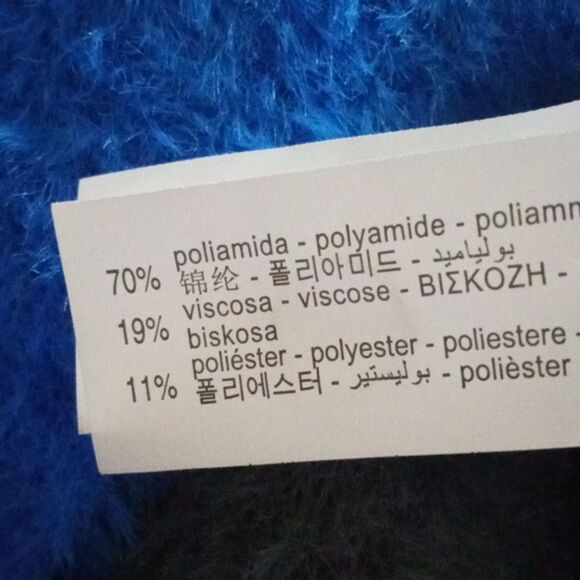 poliamida - polyamide - poliamm
70% 锦纶 - 폴리아미드 - بولياميد
viscosa - viscose - ΒΙΣΚΟΖΗ -
19% biskosa
poliéster - polyester - poliestere -
11% 폴리에스터 - بوليستير - polièster